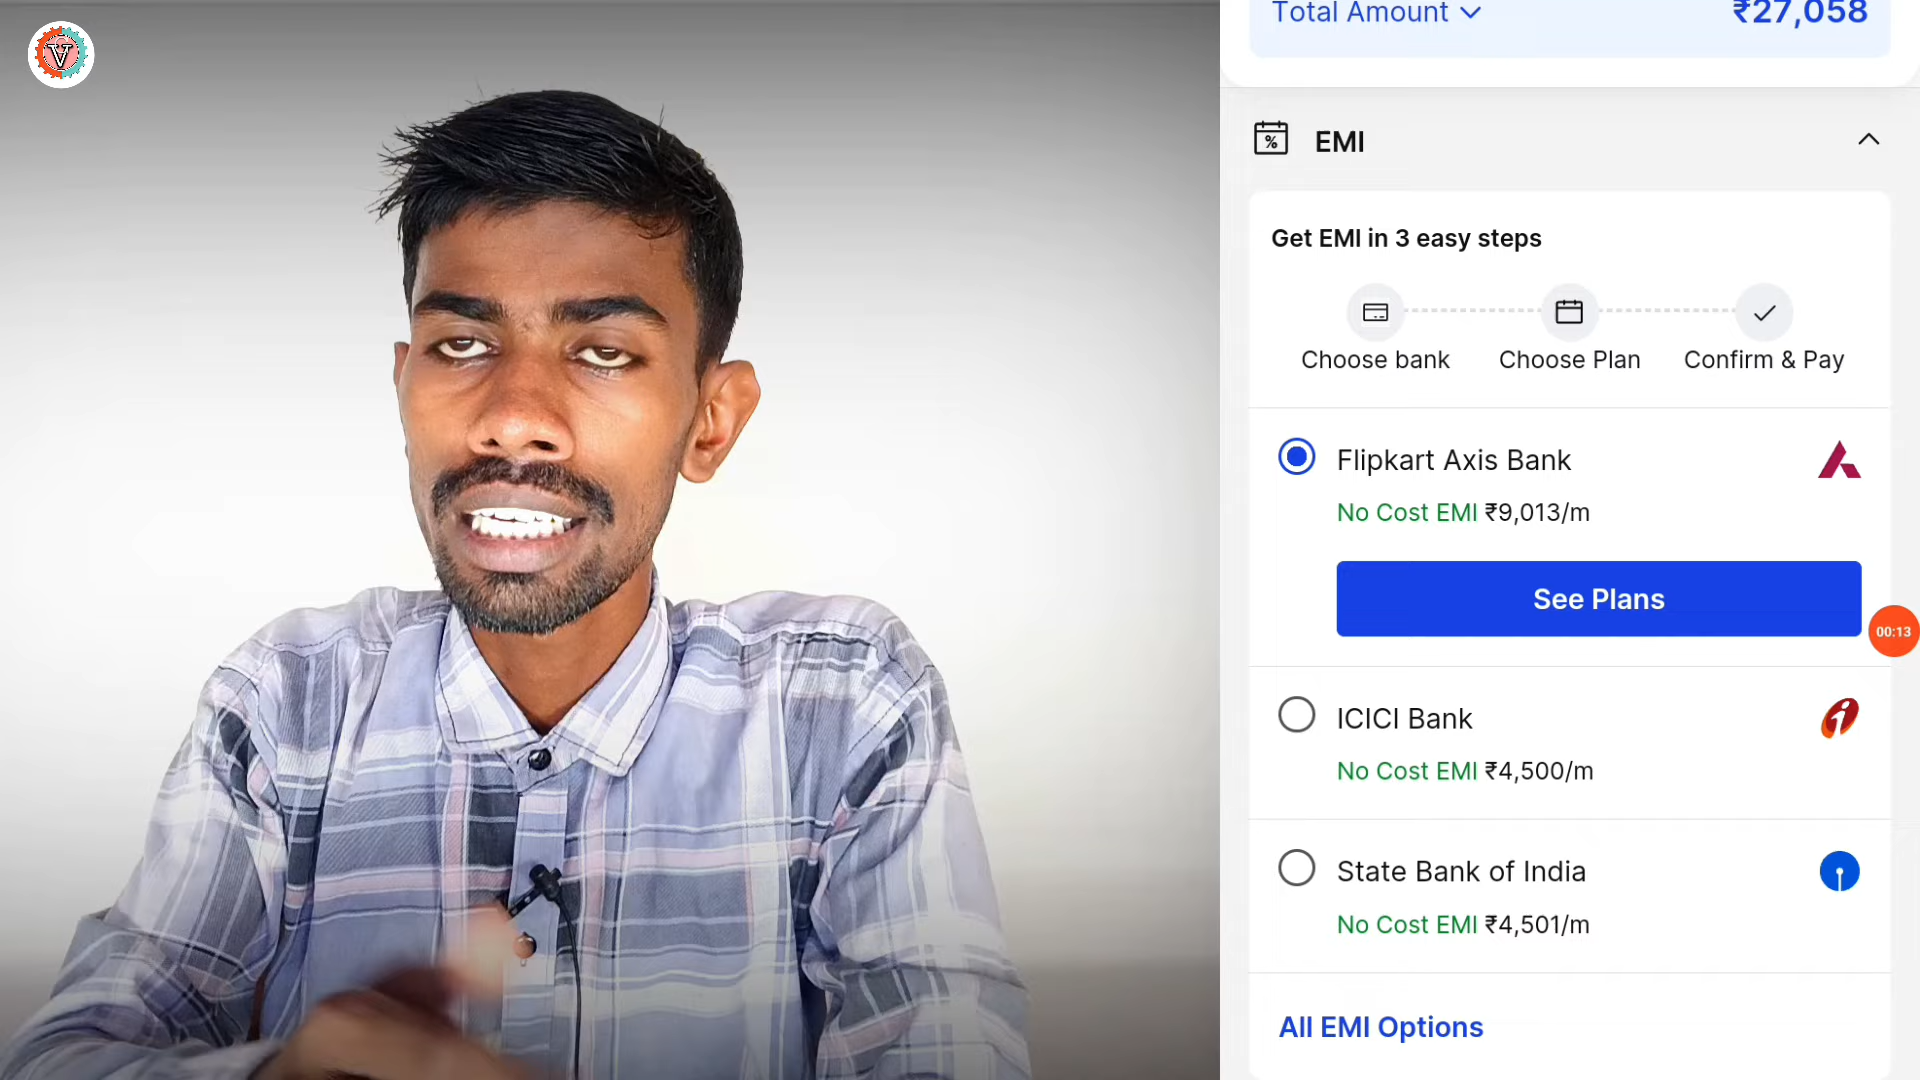 V
Total Amount
₹27,058
EMI
Get EMI in 3 easy steps
Choose bank
Choose Plan
Confirm & Pay
Flipkart Axis Bank
No Cost EMI ₹9,013/m
See Plans
00:13
ICICI Bank
No Cost EMI ₹4,500/m
State Bank of India
No Cost EMI ₹4,501/m
All EMI Options